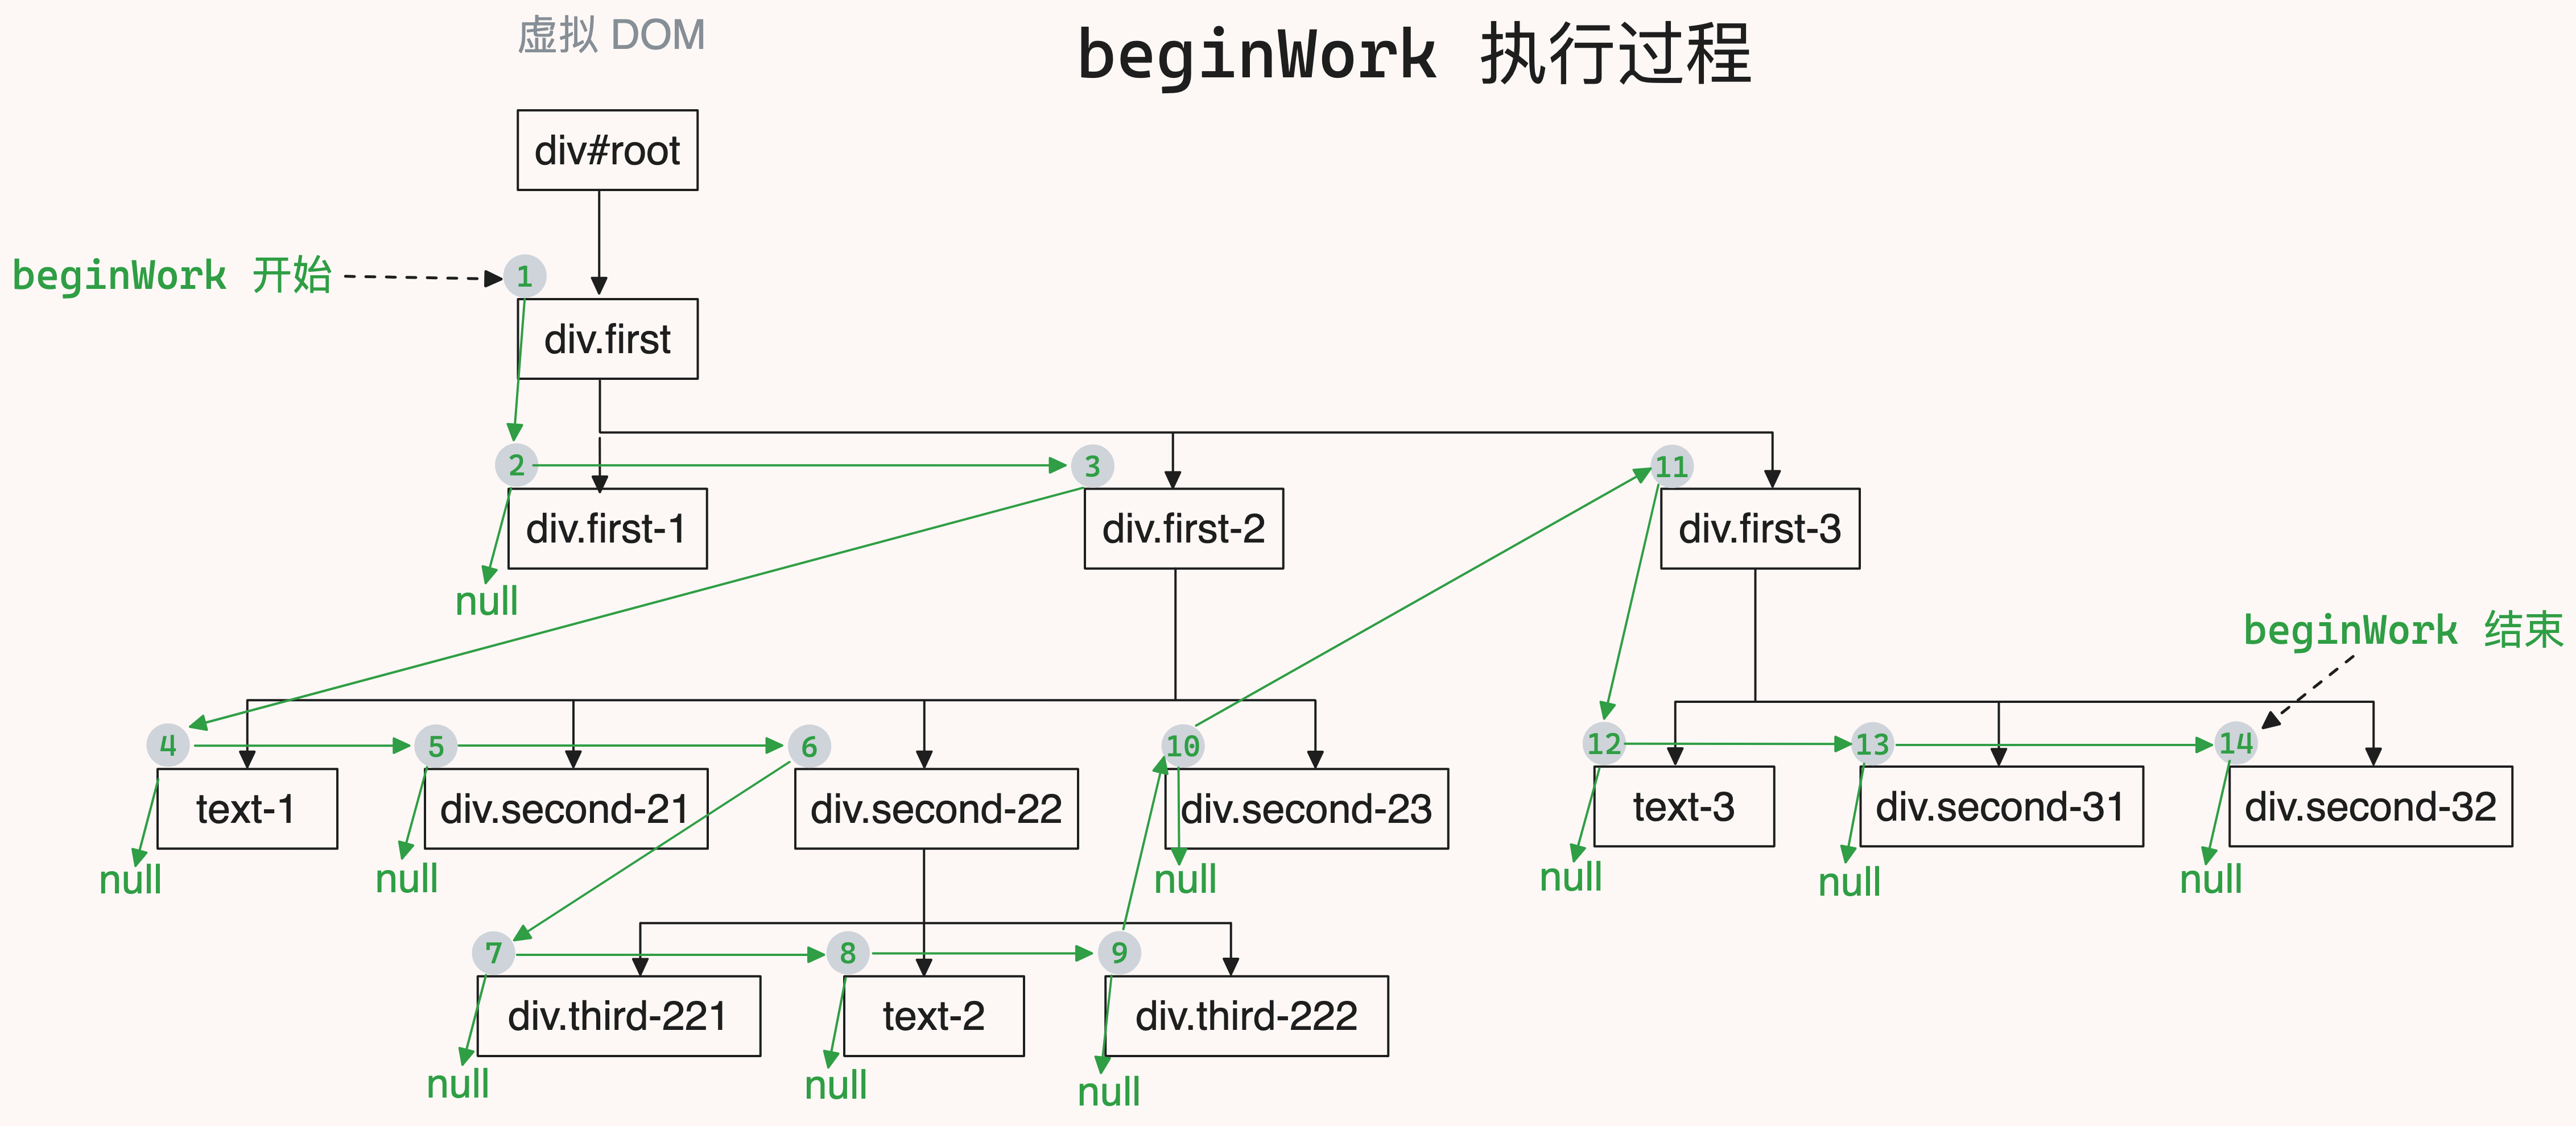 虚拟 DOM
beginWork 执行过程
div#root
beginWork 开始
1
div.first
2
3
11
div.first-1
div.first-2
div.first-3
null
beginWork 结束
4
5
6
10
12
13
14
text-1
div.second-21
div.second-22
div.second-23
text-3
div.second-31
div.second-32
null
null
null
null
null
null
7
8
9
div.third-221
text-2
div.third-222
null
null
null